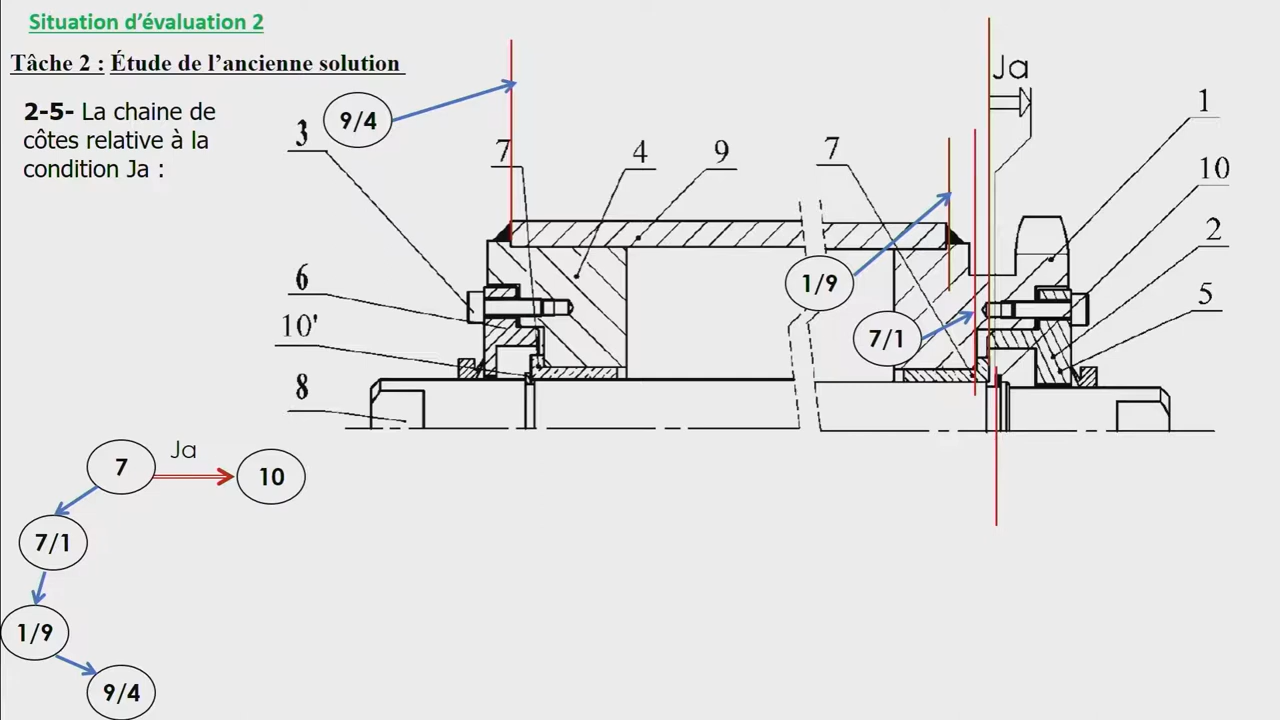 Situation d’évaluation 2
Tâche 2 : Étude de l’ancienne solution
2-5- La chaine de
côtes relative à la
condition Ja :
9/4
3
7
4
9
7
Ja
1
10
2
5
6
10'
8
1/9
7/1
7
Ja
10
7/1
1/9
9/4